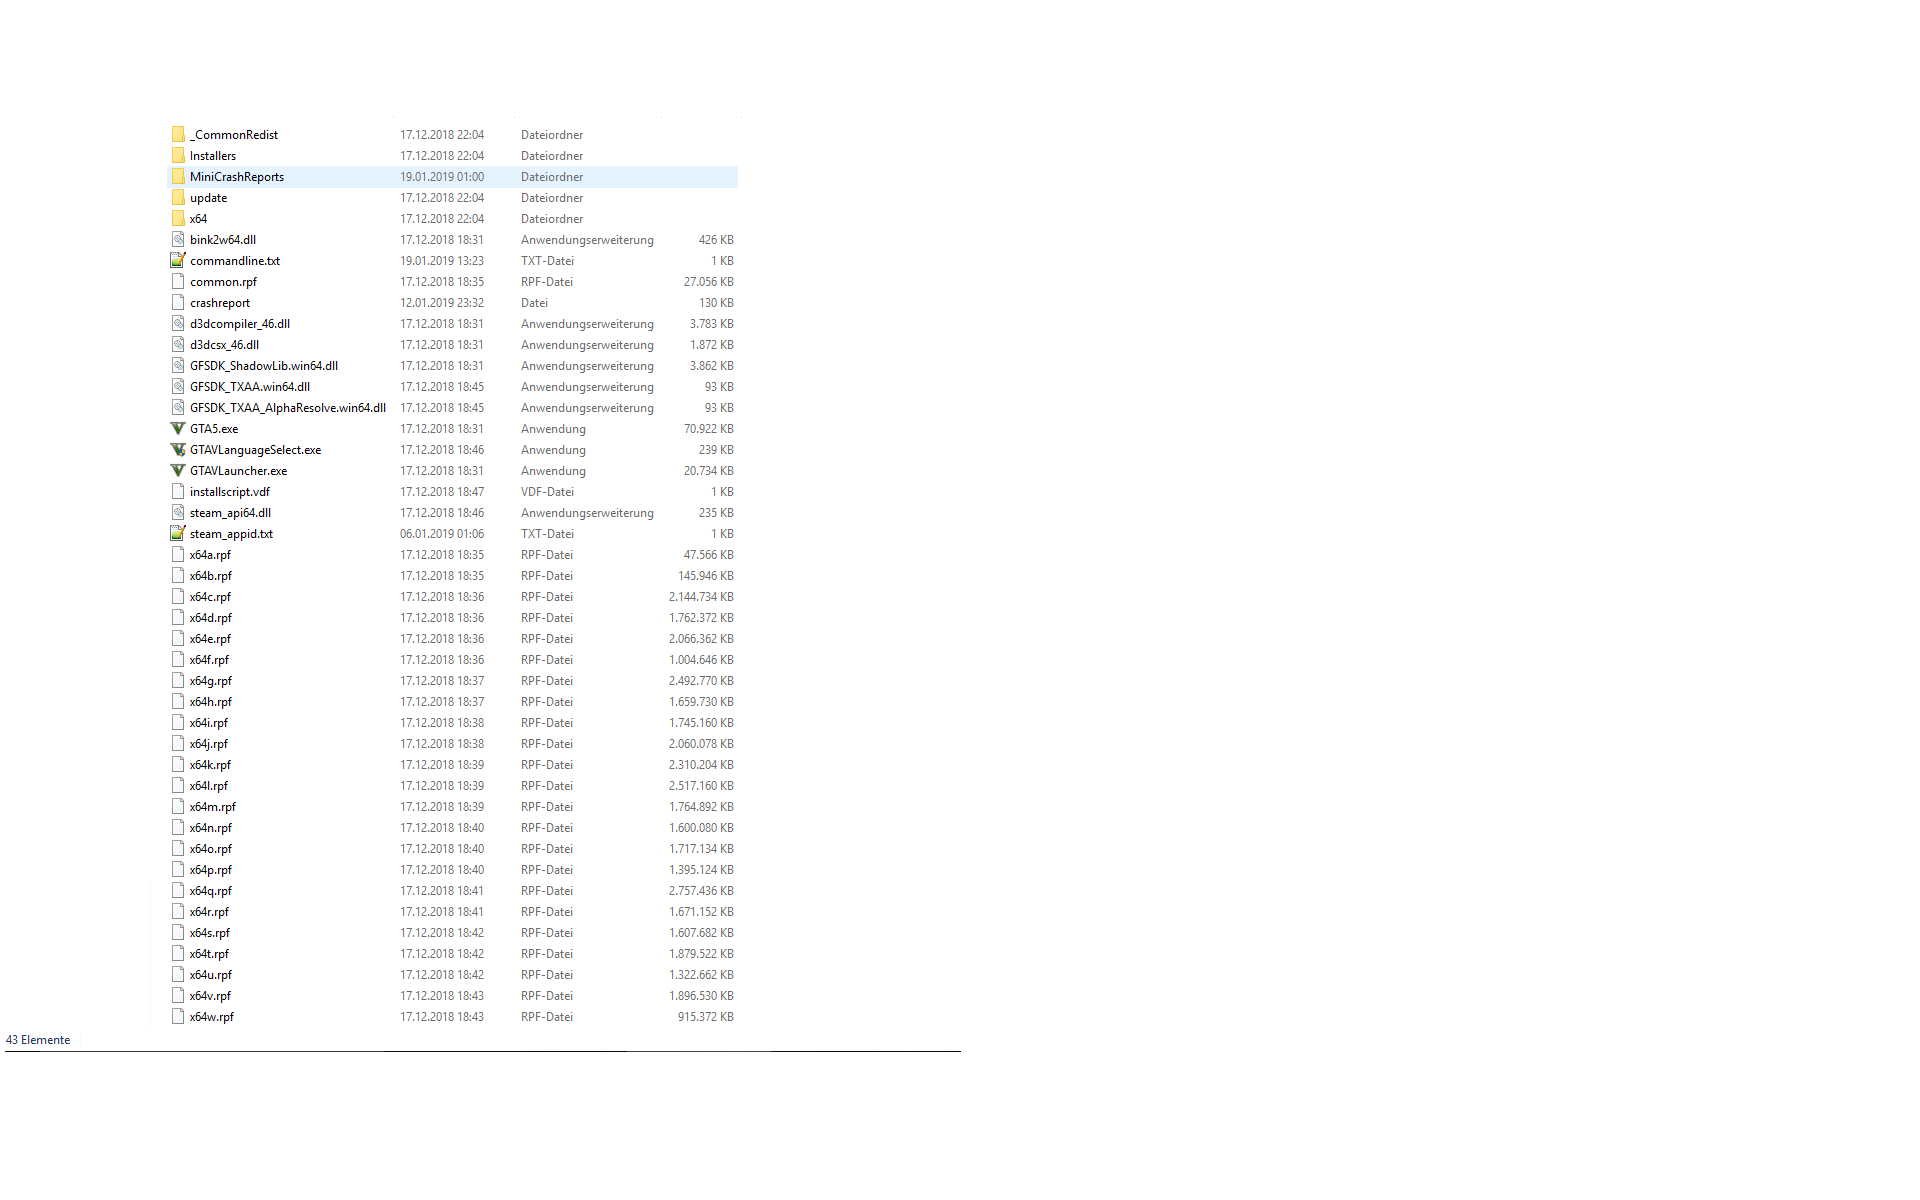 _CommonRedist 17.12.2018 22:04 Dateiordner
Installers 17.12.2018 22:04 Dateiordner
MiniCrashReports 19.01.2019 01:00 Dateiordner
update 17.12.2018 22:04 Dateiordner
x64 17.12.2018 22:04 Dateiordner
bink2w64.dll 17.12.2018 18:31 Anwendungserweiterung 426 KB
commandline.txt 19.01.2019 13:23 TXT-Datei 1 KB
common.rpf 17.12.2018 18:35 RPF-Datei 27.056 KB
crashreport 12.01.2019 23:32 Datei 130 KB
d3dcompiler_46.dll 17.12.2018 18:31 Anwendungserweiterung 3.783 KB
d3dcsx_46.dll 17.12.2018 18:31 Anwendungserweiterung 1.872 KB
GFSDK_ShadowLib.win64.dll 17.12.2018 18:31 Anwendungserweiterung 3.862 KB
GFSDK_TXAA.win64.dll 17.12.2018 18:45 Anwendungserweiterung 93 KB
GFSDK_TXAA_AlphaResolve.win64.dll 17.12.2018 18:45 Anwendungserweiterung 93 KB
GTA5.exe 17.12.2018 18:31 Anwendung 70.922 KB
GTAVLanguageSelect.exe 17.12.2018 18:46 Anwendung 239 KB
GTAVLauncher.exe 17.12.2018 18:31 Anwendung 20.734 KB
installscript.vdf 17.12.2018 18:47 VDF-Datei 1 KB
steam_api64.dll 17.12.2018 18:46 Anwendungserweiterung 235 KB
steam_appid.txt 06.01.2019 01:06 TXT-Datei 1 KB
x64a.rpf 17.12.2018 18:35 RPF-Datei 47.566 KB
x64b.rpf 17.12.2018 18:35 RPF-Datei 145.946 KB
x64c.rpf 17.12.2018 18:36 RPF-Datei 2.144.734 KB
x64d.rpf 17.12.2018 18:36 RPF-Datei 1.762.372 KB
x64e.rpf 17.12.2018 18:36 RPF-Datei 2.066.362 KB
x64f.rpf 17.12.2018 18:36 RPF-Datei 1.004.646 KB
x64g.rpf 17.12.2018 18:37 RPF-Datei 2.492.770 KB
x64h.rpf 17.12.2018 18:37 RPF-Datei 1.659.730 KB
x64i.rpf 17.12.2018 18:38 RPF-Datei 1.745.160 KB
x64j.rpf 17.12.2018 18:38 RPF-Datei 2.060.078 KB
x64k.rpf 17.12.2018 18:39 RPF-Datei 2.310.204 KB
x64l.rpf 17.12.2018 18:39 RPF-Datei 2.517.160 KB
x64m.rpf 17.12.2018 18:39 RPF-Datei 1.764.892 KB
x64n.rpf 17.12.2018 18:40 RPF-Datei 1.600.080 KB
x64o.rpf 17.12.2018 18:40 RPF-Datei 1.717.134 KB
x64p.rpf 17.12.2018 18:40 RPF-Datei 1.395.124 KB
x64q.rpf 17.12.2018 18:41 RPF-Datei 2.757.436 KB
x64r.rpf 17.12.2018 18:41 RPF-Datei 1.671.152 KB
x64s.rpf 17.12.2018 18:42 RPF-Datei 1.607.682 KB
x64t.rpf 17.12.2018 18:42 RPF-Datei 1.879.522 KB
x64u.rpf 17.12.2018 18:42 RPF-Datei 1.322.662 KB
x64v.rpf 17.12.2018 18:43 RPF-Datei 1.896.530 KB
x64w.rpf 17.12.2018 18:43 RPF-Datei 915.372 KB
43 Elemente